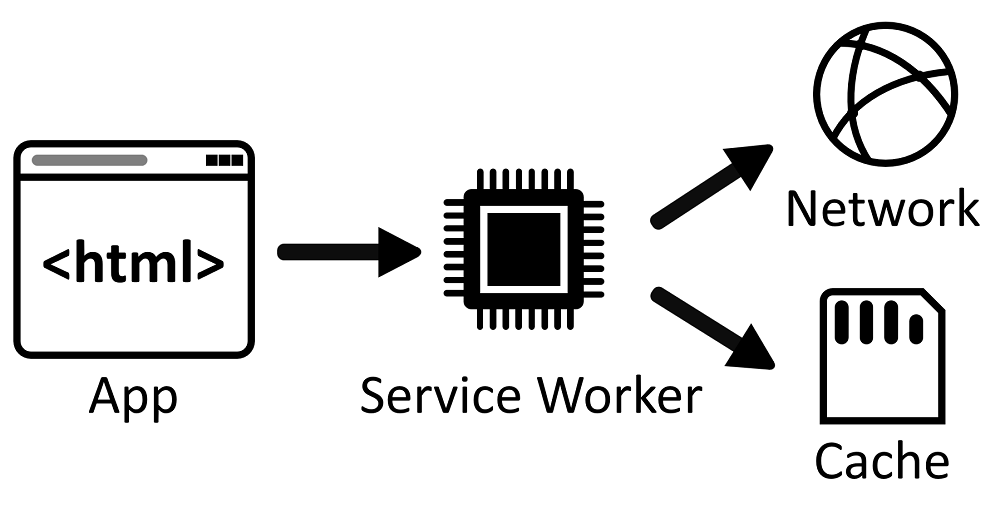 <html>
App
Service Worker
Network
Cache